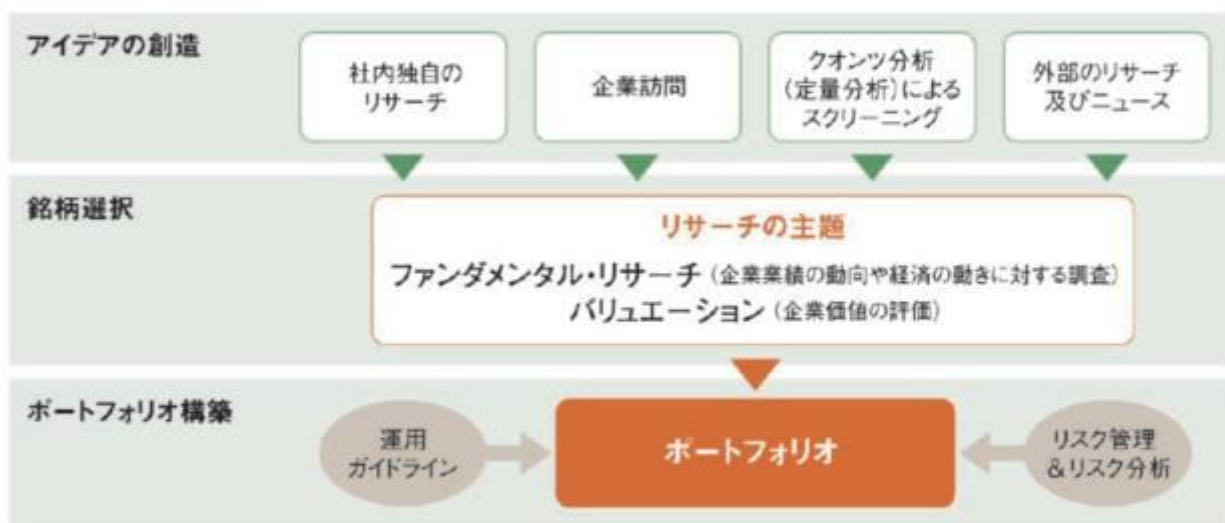 アイデアの創造
社内独自の
リサーチ
企業訪問
クオンツ分析
(定量分析)による
スクリーニング
外部のリサーチ
及びニュース
銘柄選択
リサーチの主題
ファンダメンタル・リサーチ(企業業績の動向や経済の動きに対する調査)
バリュエーション(企業価値の評価)
ポートフォリオ構築
運用
ガイドライン
ポートフォリオ
リスク管理
&リスク分析